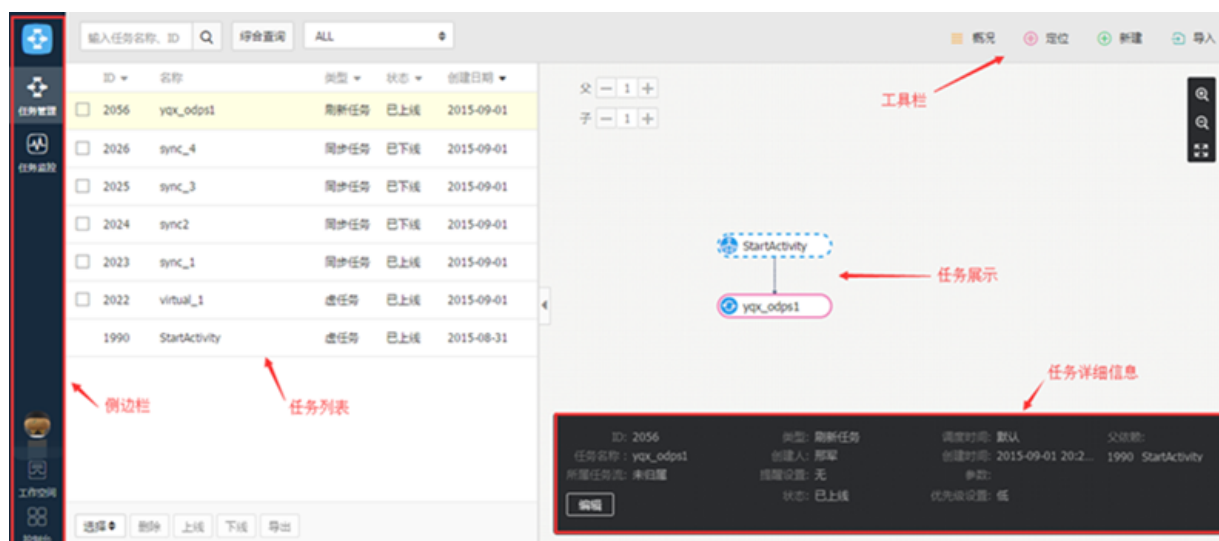 输入任务名称、ID 综合查询 ALL 概况 定位 新建 导入
工具栏
任务管理
任务监控
ID 名称 类型 状态 创建日期
2056 yqx_odps1 刷新任务 已上线 2015-09-01
2026 sync_4 同步任务 已下线 2015-09-01
2025 sync_3 同步任务 已下线 2015-09-01
2024 sync2 同步任务 已下线 2015-09-01
2023 sync_1 同步任务 已上线 2015-09-01
2022 virtual_1 虚任务 已上线 2015-09-01
1990 StartActivity 虚任务 已上线 2015-08-31
侧边栏
任务列表
工作空间
选择 删除 上线 下线 导出
父 1
子 1
StartActivity
任务展示
yqx_odps1
任务详细信息
ID: 2056 类型: 刷新任务 调度时间: 默认 父依赖:
任务名称: yqx_odps1 创建人: 邢军 创建时间: 2015-09-01 20:2... 1990 StartActivity
所属任务流: 未归属 提醒设置: 无 参数:
状态: 已上线 优先级设置: 低
编辑